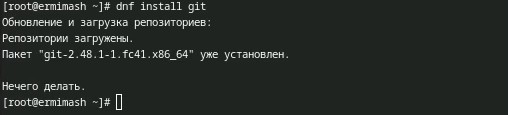 [root@ermimash ~]# dnf install git
Обновление и загрузка репозиториев:
Репозитории загружены.
Пакет "git-2.48.1-1.fc41.x86_64" уже установлен.
Нечего делать.
[root@ermimash ~]#